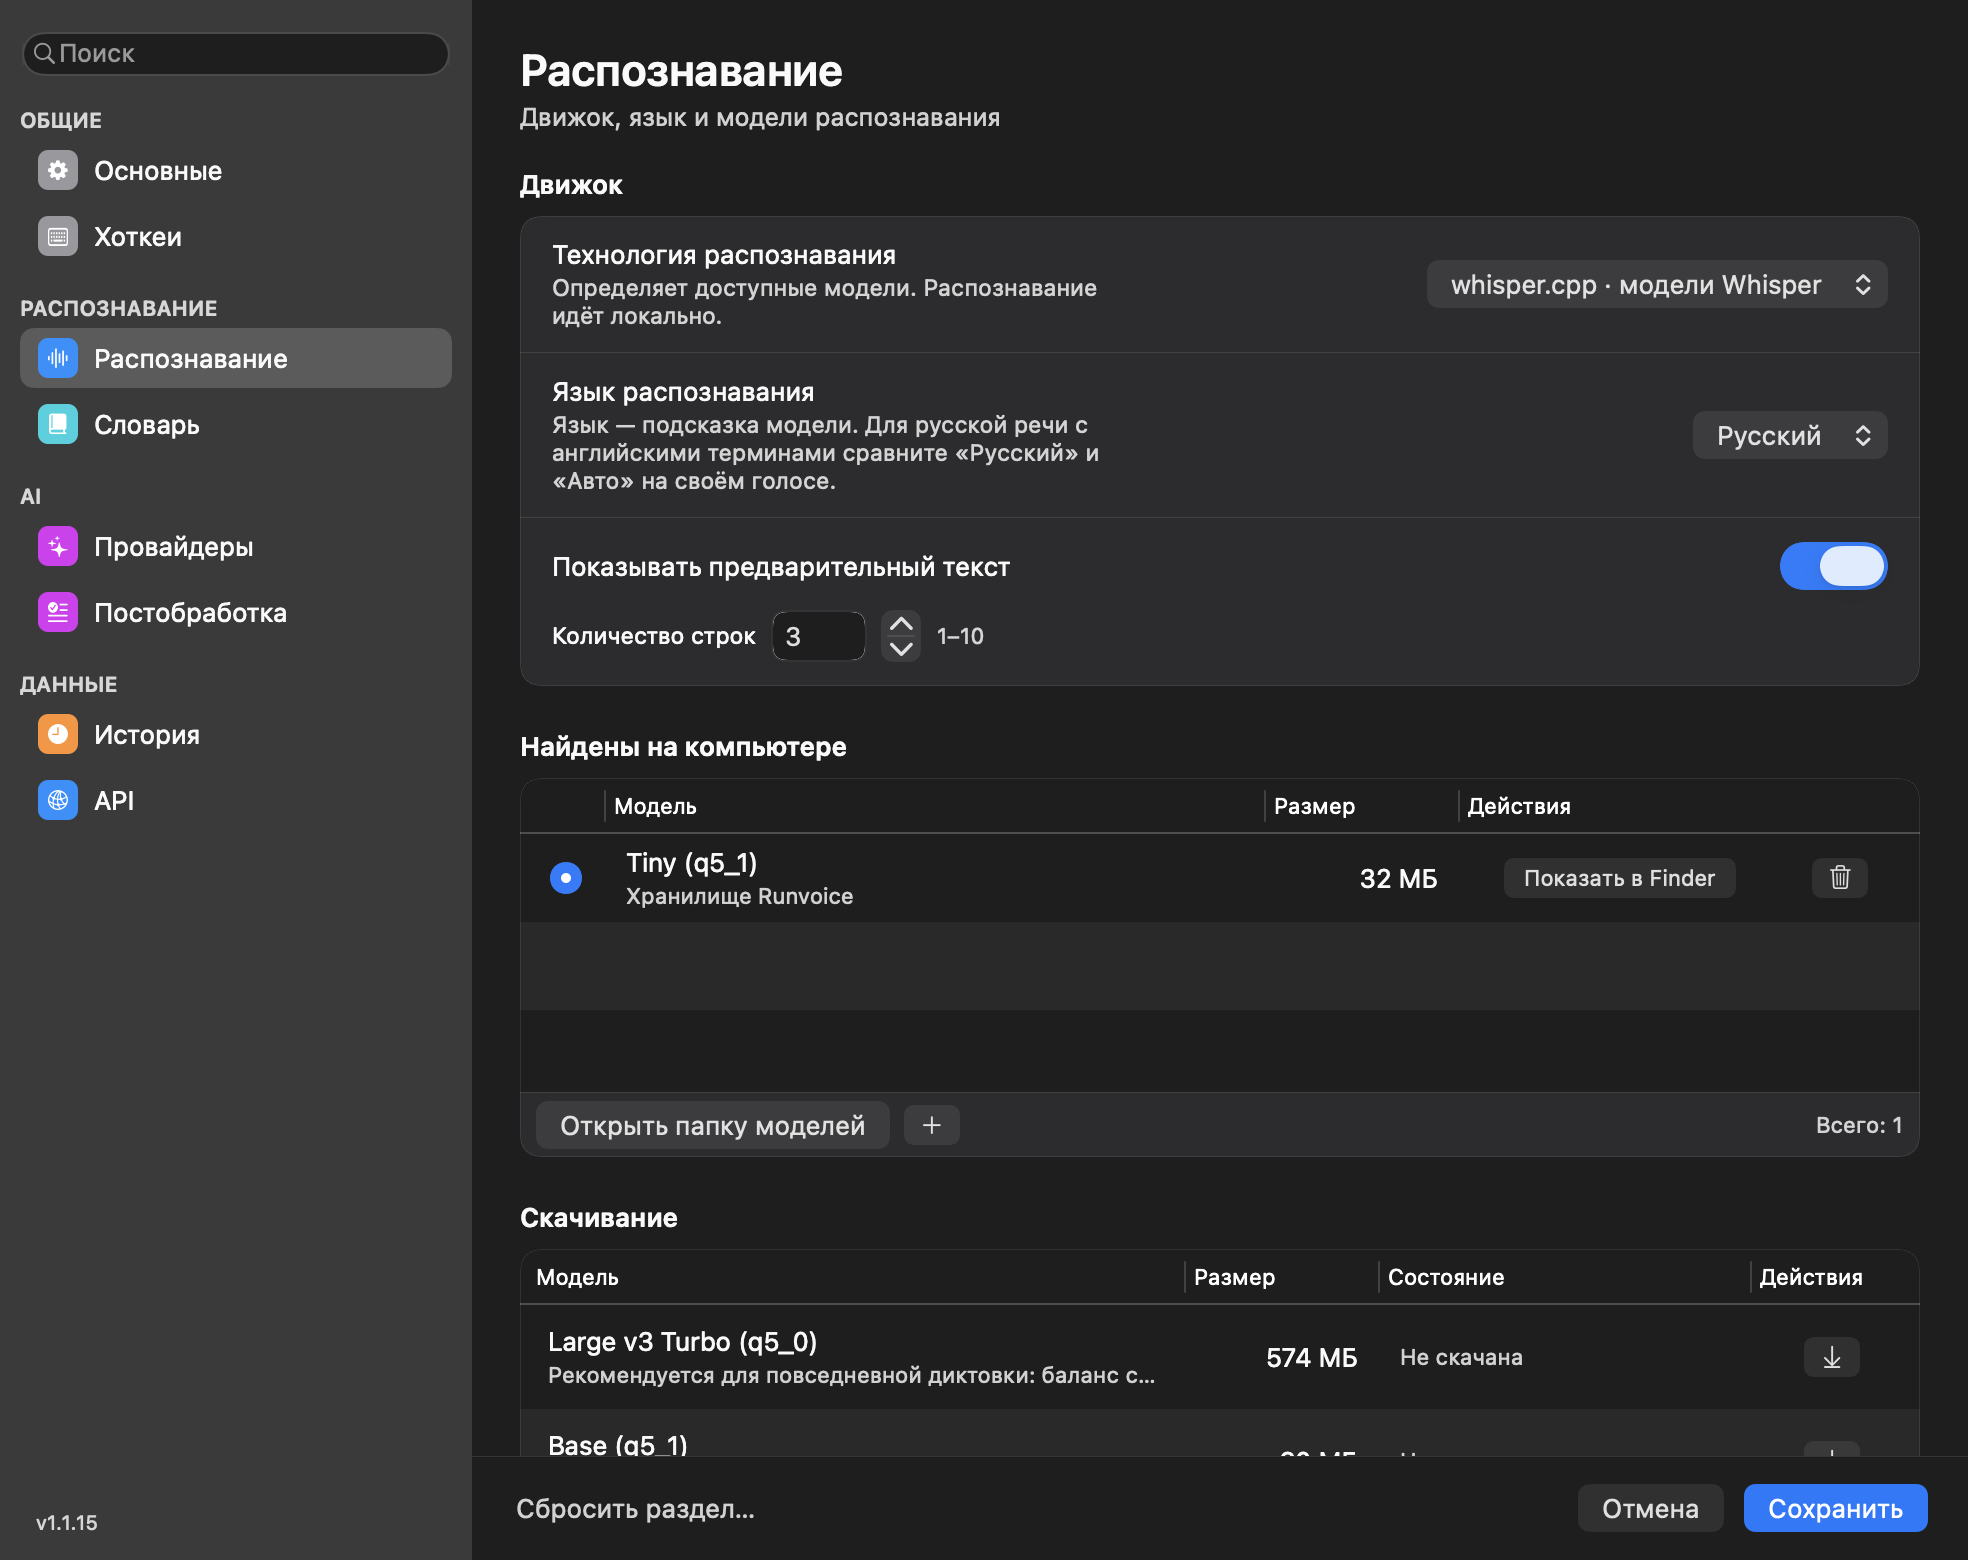 Поиск
ОБЩИЕ
Основные
Хоткеи
РАСПОЗНАВАНИЕ
Распознавание
Словарь
AI
Провайдеры
Постобработка
ДАННЫЕ
История
API
v1.1.15
Распознавание
Движок, язык и модели распознавания
Движок
Технология распознавания
Определяет доступные модели. Распознавание
идёт локально.
whisper.cpp · модели Whisper
Язык распознавания
Язык — подсказка модели. Для русской речи с
английскими терминами сравните «Русский» и
«Авто» на своём голосе.
Русский
Показывать предварительный текст
Количество строк 3 1–10
Найдены на компьютере
Модель Размер Действия
Tiny (q5_1)
Хранилище Runvoice
32 МБ Показать в Finder
Открыть папку моделей + Всего: 1
Скачивание
Модель Размер Состояние Действия
Large v3 Turbo (q5_0)
Рекомендуется для повседневной диктовки: баланс с...
574 МБ Не скачана
Base (q5_1)
Сбросить раздел... Отмена Сохранить